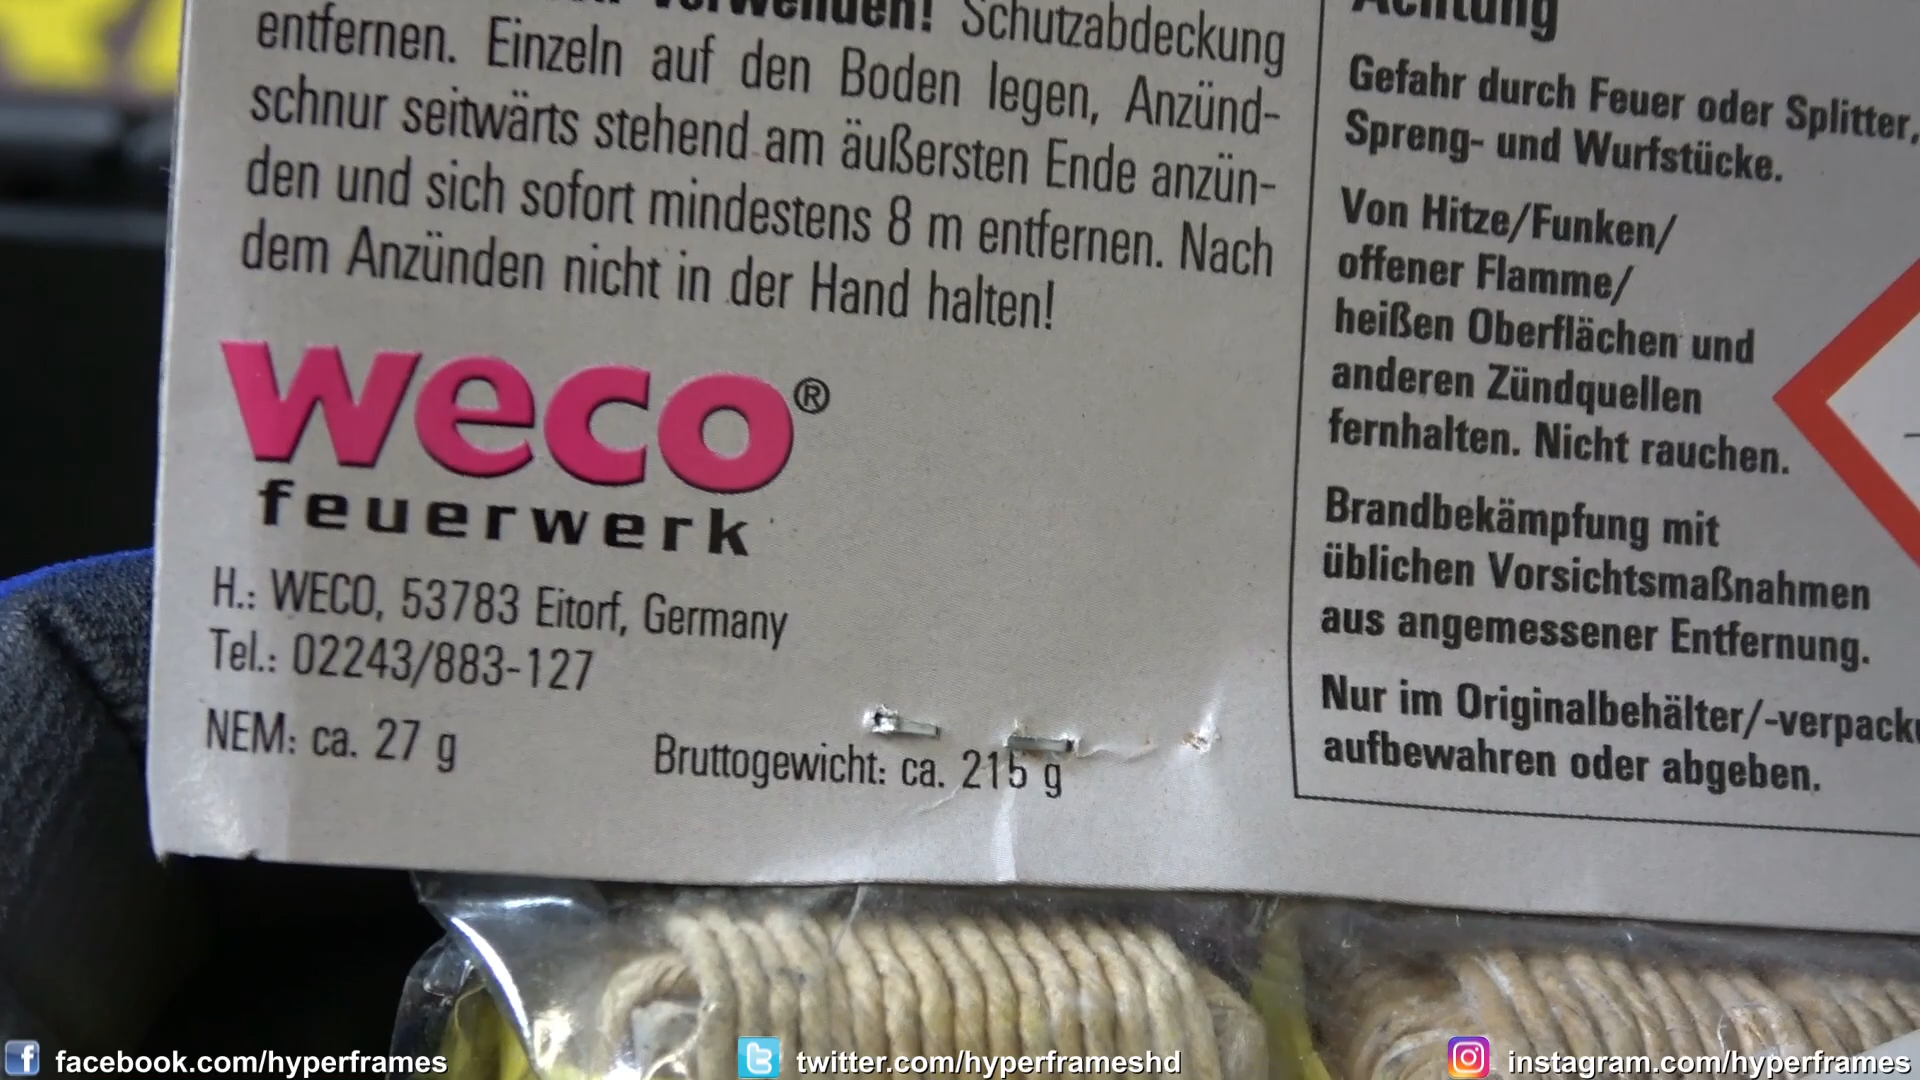 verwenden! Schutzabdeckung
entfernen. Einzeln auf den Boden legen, Anzünd-
schnur seitwärts stehend am äußersten Ende anzün-
den und sich sofort mindestens 8 m entfernen. Nach
dem Anzünden nicht in der Hand halten!
weco®
feuerwerk
H.: WECO, 53783 Eitorf, Germany
Tel.: 02243/883-127
NEM: ca. 27 g
Bruttogewicht: ca. 215 g
Achtung
Gefahr durch Feuer oder Splitter,
Spreng- und Wurfstücke.
Von Hitze/Funken/
offener Flamme/
heißen Oberflächen und
anderen Zündquellen
fernhalten. Nicht rauchen.
Brandbekämpfung mit
üblichen Vorsichtsmaßnahmen
aus angemessener Entfernung.
Nur im Originalbehälter/-verpacku
aufbewahren oder abgeben.
facebook.com/hyperframes
twitter.com/hyperframeshd
instagram.com/hyperframes